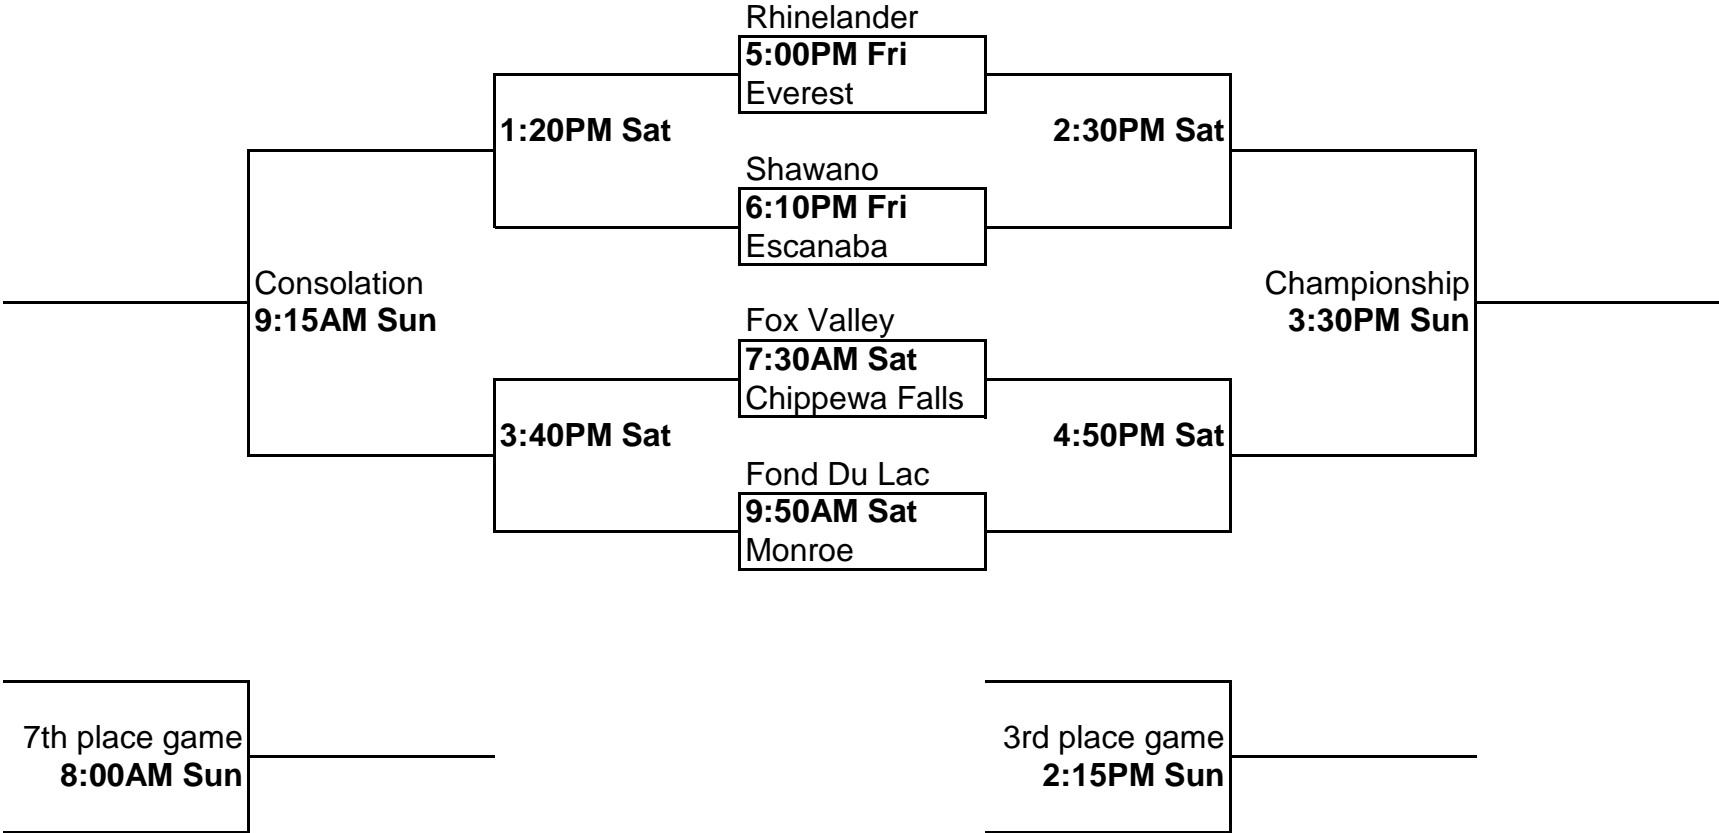 Rhinelander
5:00PM Fri
Everest
1:20PM Sat
2:30PM Sat
Shawano
6:10PM Fri
Escanaba
Consolation
9:15AM Sun
Championship
3:30PM Sun
Fox Valley
7:30AM Sat
Chippewa Falls
3:40PM Sat
4:50PM Sat
Fond Du Lac
9:50AM Sat
Monroe
7th place game
8:00AM Sun
3rd place game
2:15PM Sun